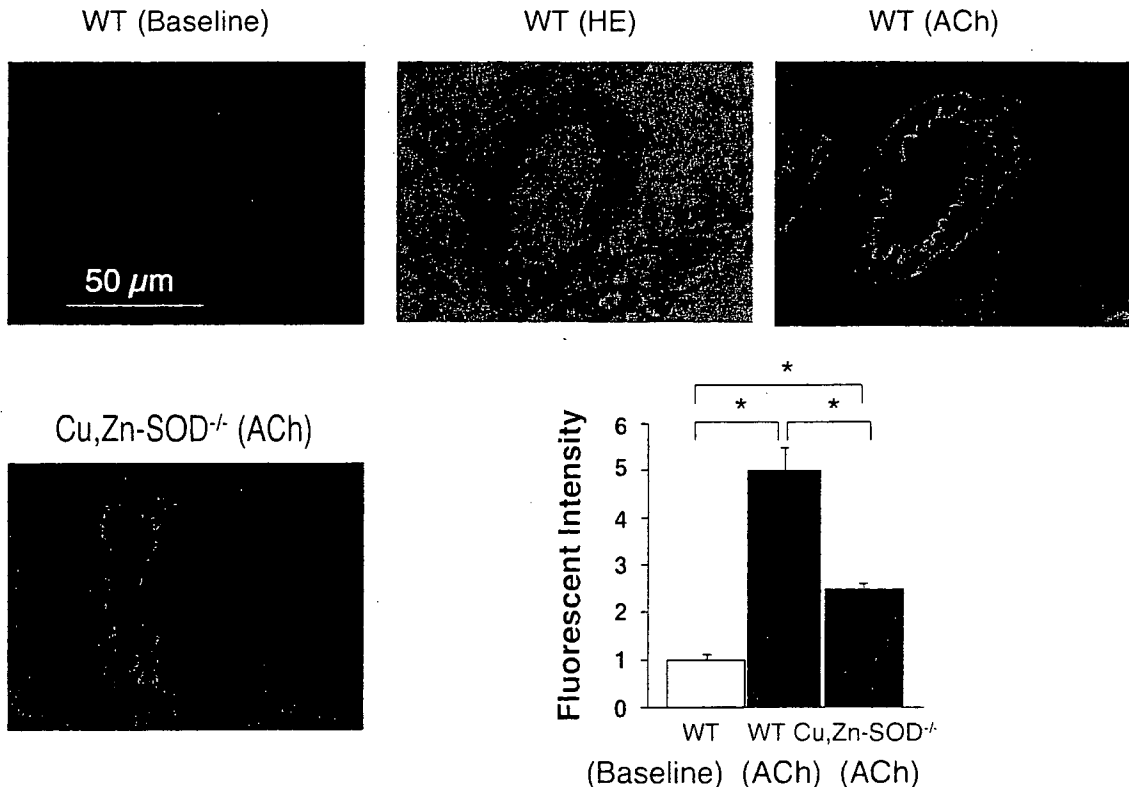 WT (Baseline)
WT (HE)
WT (ACh)
50 µm
Cu,Zn-SOD-/- (ACh)
*
* *
Fluorescent Intensity
6
5
4
3
2
1
0
WT WT Cu,Zn-SOD-/-
(Baseline) (ACh) (ACh)